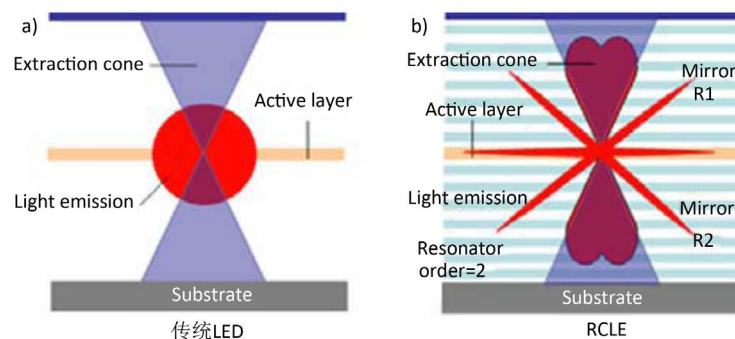 a)
Extraction cone
Active layer
Light emission
Substrate
传统LED
b)
Extraction cone
Mirror
R1
Active
layer
Light emission
Mirror
R2
Resonator
order=2
Substrate
RCLE